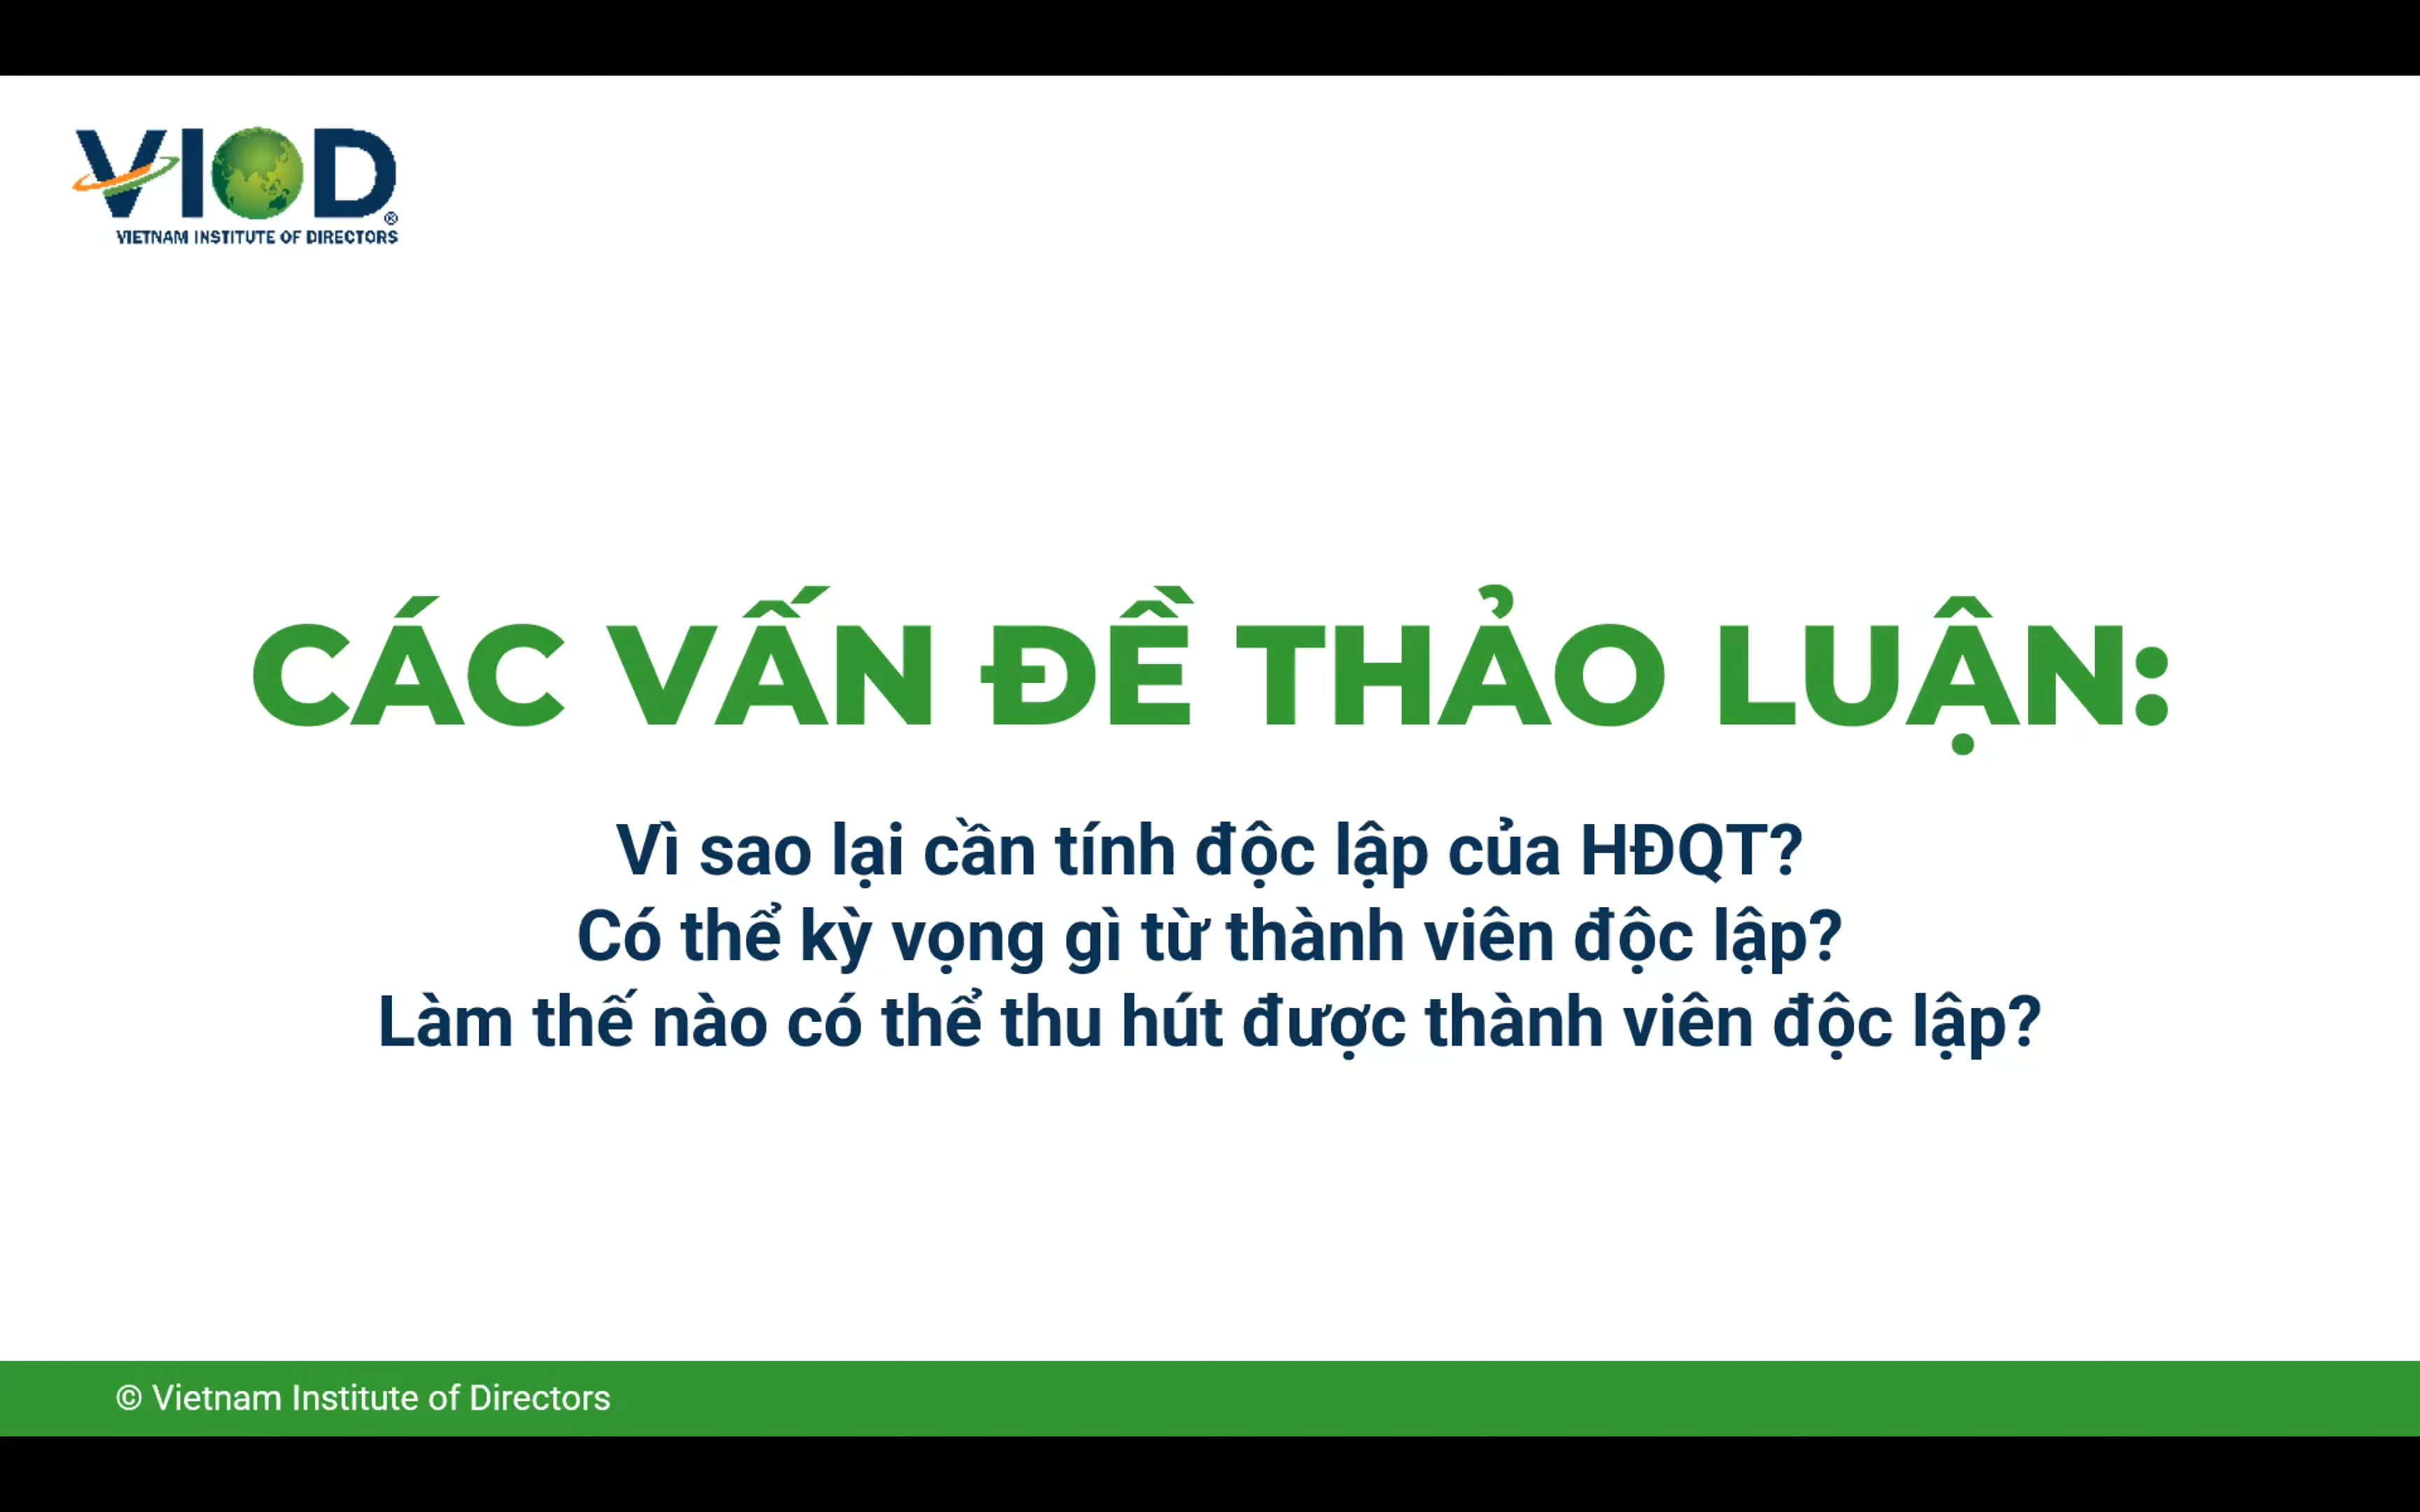 VIOD
®
VIETNAM INSTITUTE OF DIRECTORS
CÁC VẤN ĐỀ THẢO LUẬN:
Vì sao lại cần tính độc lập của HĐQT?
Có thể kỳ vọng gì từ thành viên độc lập?
Làm thế nào có thể thu hút được thành viên độc lập?
© Vietnam Institute of Directors